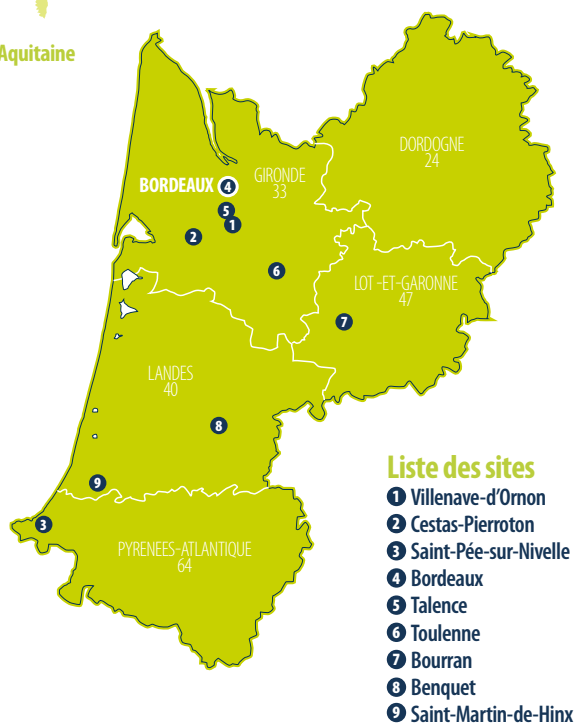 Aquitaine
DORDOGNE
24
GIRONDE
33
BORDEAUX 4
5
1
2
6
LOT -ET-GARONNE
47
7
LANDES
40
8
9
3
PYRENEES-ATLANTIQUE
64
Liste des sites
1 Villenave-d'Ornon
2 Cestas-Pierroton
3 Saint-Pée-sur-Nivelle
4 Bordeaux
5 Talence
6 Toulenne
7 Bourran
8 Benquet
9 Saint-Martin-de-Hinx